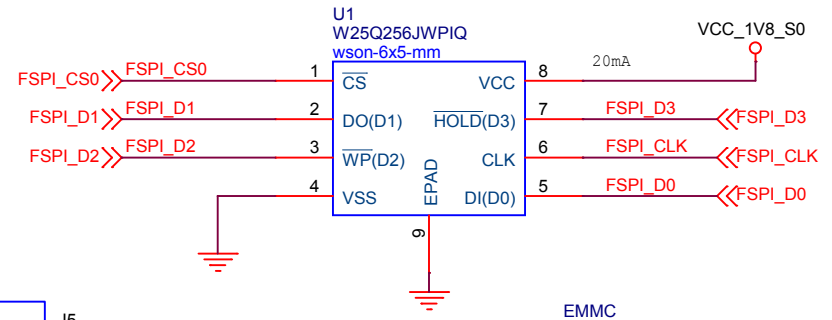 U1
W25Q256JWPIQ
wson-6x5-mm
VCC_1V8_S0
FSPI_CS0 FSPI_CS0 1 CS VCC 8 20mA
FSPI_D1 FSPI_D1 2 DO(D1) HOLD(D3) 7 FSPI_D3 FSPI_D3
FSPI_D2 FSPI_D2 3 WP(D2) CLK 6 FSPI_CLK FSPI_CLK
4 VSS EPAD DI(D0) 5 FSPI_D0 FSPI_D0
9
EMMC